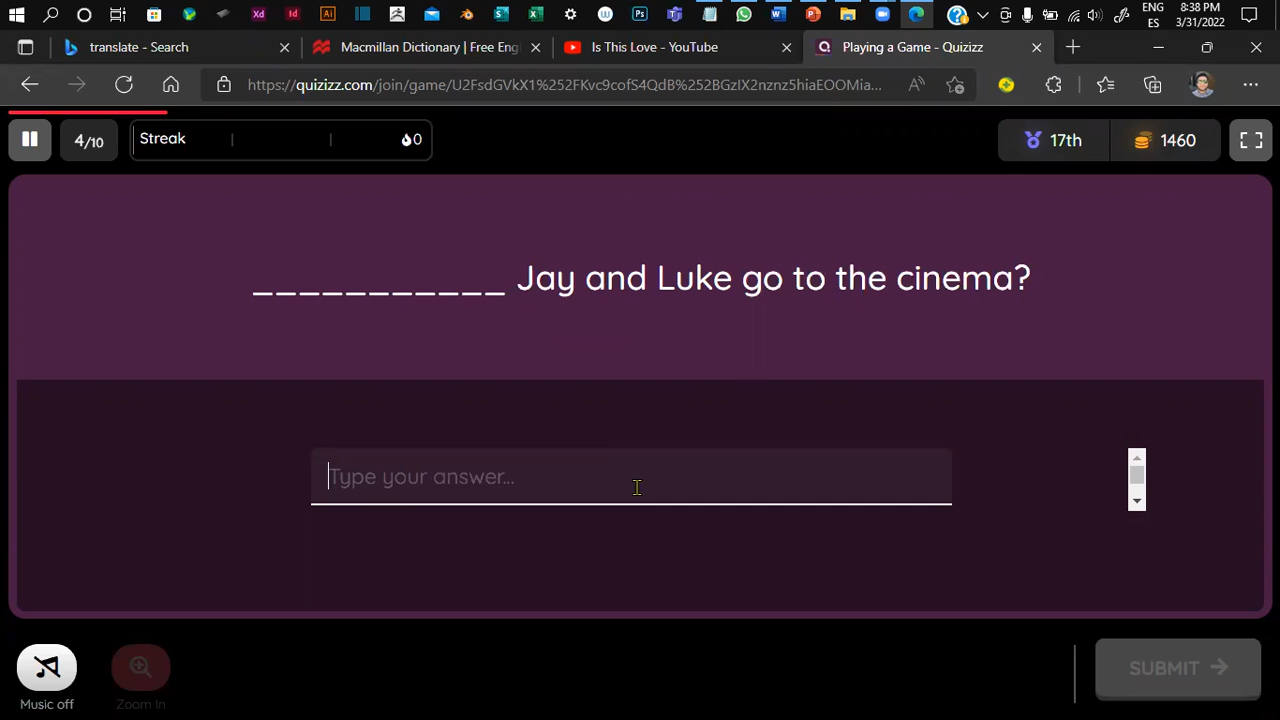 ENG 8:38 PM
ES 3/31/2022
translate - Search
Macmillan Dictionary | Free Eng
Is This Love - YouTube
Playing a Game - Quizizz
https://quizizz.com/join/game/U2FsdGVkX1%252FKvc9cofS4QdB%252BGzIX2nznz5hiaEOOMia...
4/10
Streak
0
17th
1460
___________ Jay and Luke go to the cinema?
Type your answer...
Music off
Zoom In
SUBMIT